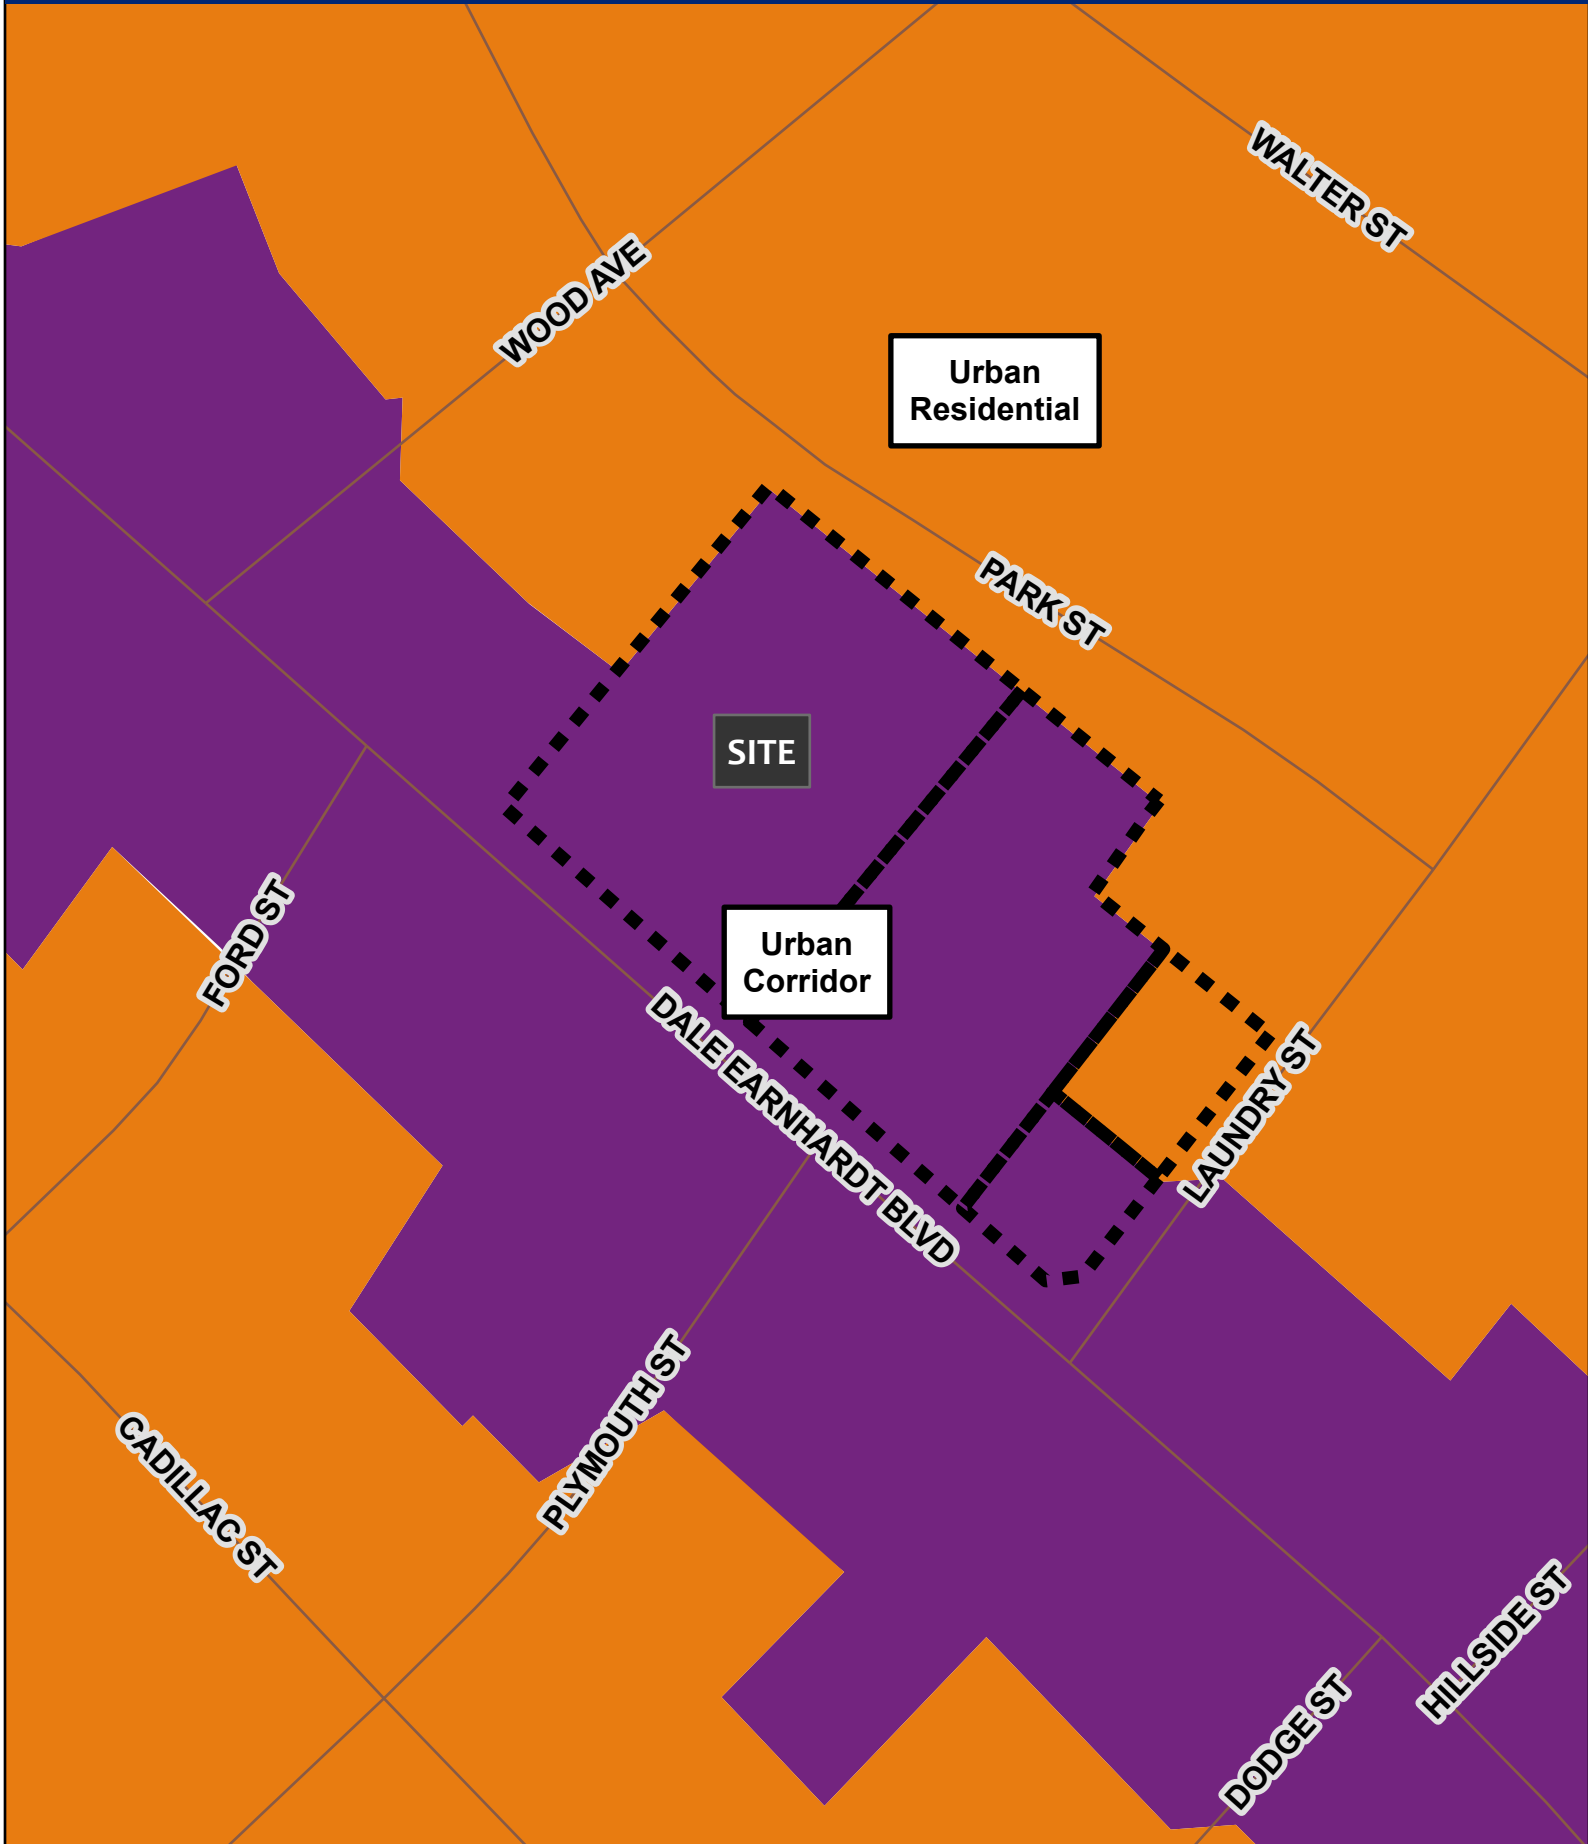 WALTER ST
WOOD AVE
Urban
Residential
PARK ST
SITE
FORD ST
Urban
Corridor
DALE EARNHARDT BLVD
LAUNDRY ST
PLYMOUTH ST
CADILLAC ST
HILLSIDE ST
DODGE ST